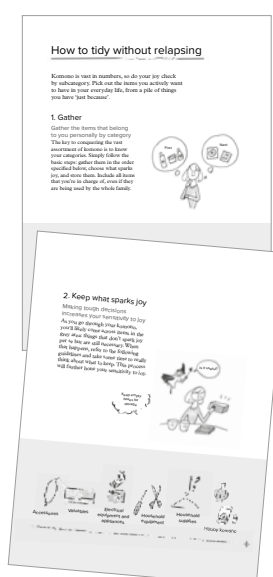 How to tidy without relapsing
Komono is vast in numbers, so do your joy check
by subcategory. Pick out the items you actively want
to have in your everyday life, from a pile of things
you have 'just because'.
1. Gather
Gather the items that belong
to you personally by category
The key to conquering the vast
assortment of komono is to know
your categories. Simply follow the
basic steps: gather them in the order
specified below, choose what sparks
joy, and store them. Include all items
that you're in charge of, even if they
are being used by the whole family.
2. Keep what sparks joy
Making tough decisions
increases your sensitivity to joy
As you go through your komono,
you'll likely come across items in the
grey area: things that don't spark joy
per se but are still necessary. When
that happens, refer to the following
guidelines and take some time to really
think about what to keep. This process
will further hone your sensitivity to joy.
Is it useful?
Accessories
Valuables
Electrical
equipment and
appliances
Household
equipment
Household
supplies
Hobby komono